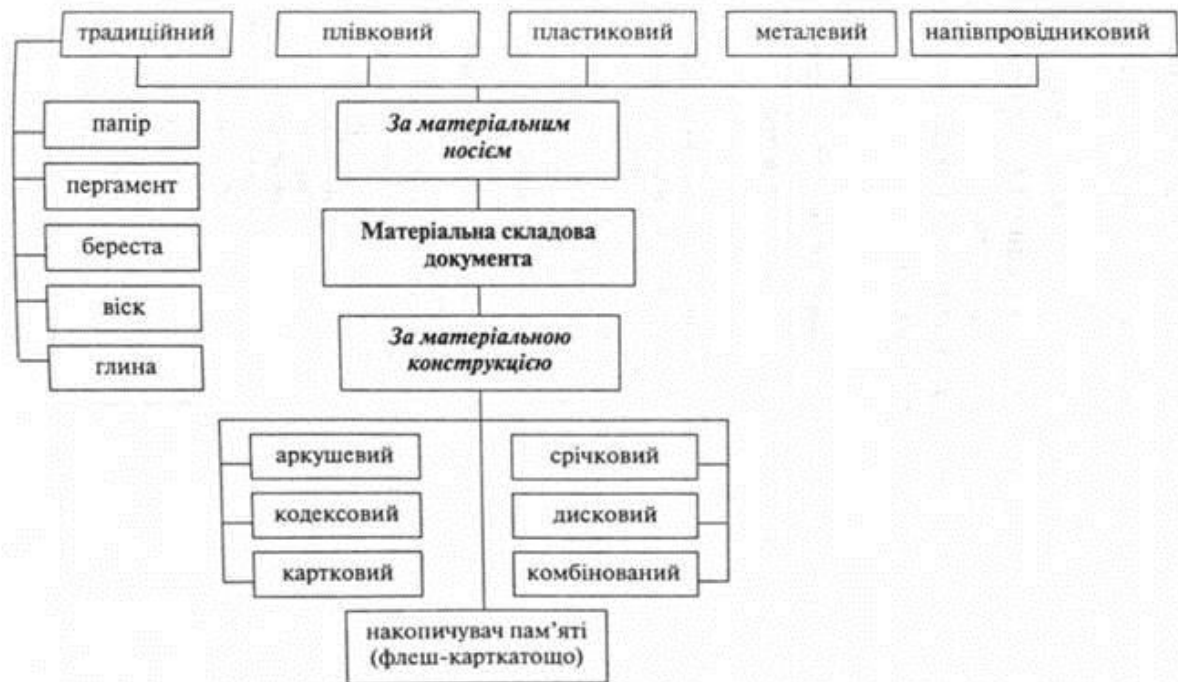 традиційний
плівковий
пластиковий
металевий
напівпровідниковий
папір
пергамент
береста
віск
глина
За матеріальним
носієм
Матеріальна складова
документа
За матеріальною
конструкцією
аркушевий
срічковий
кодексовий
дисковий
картковий
комбінований
накопичувач пам’яті
(флеш-карткатощо)